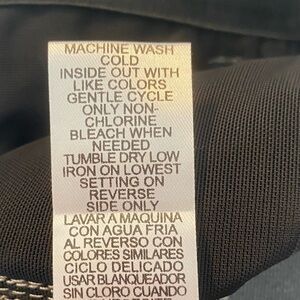 MACHINE WASH
COLD
INSIDE OUT WITH
LIKE COLORS
GENTLE CYCLE
ONLY NON-
CHLORINE
BLEACH WHEN
NEEDED
TUMBLE DRY LOW
IRON ON LOWEST
SETTING ON
REVERSE
SIDE ONLY
LAVAR A MAQUINA
CON AGUA FRIA
AL REVERSO CON
COLORES SIMILARES
CICLO DELICADO
USAR BLANQUEADOR
SIN CLORO CUANDO